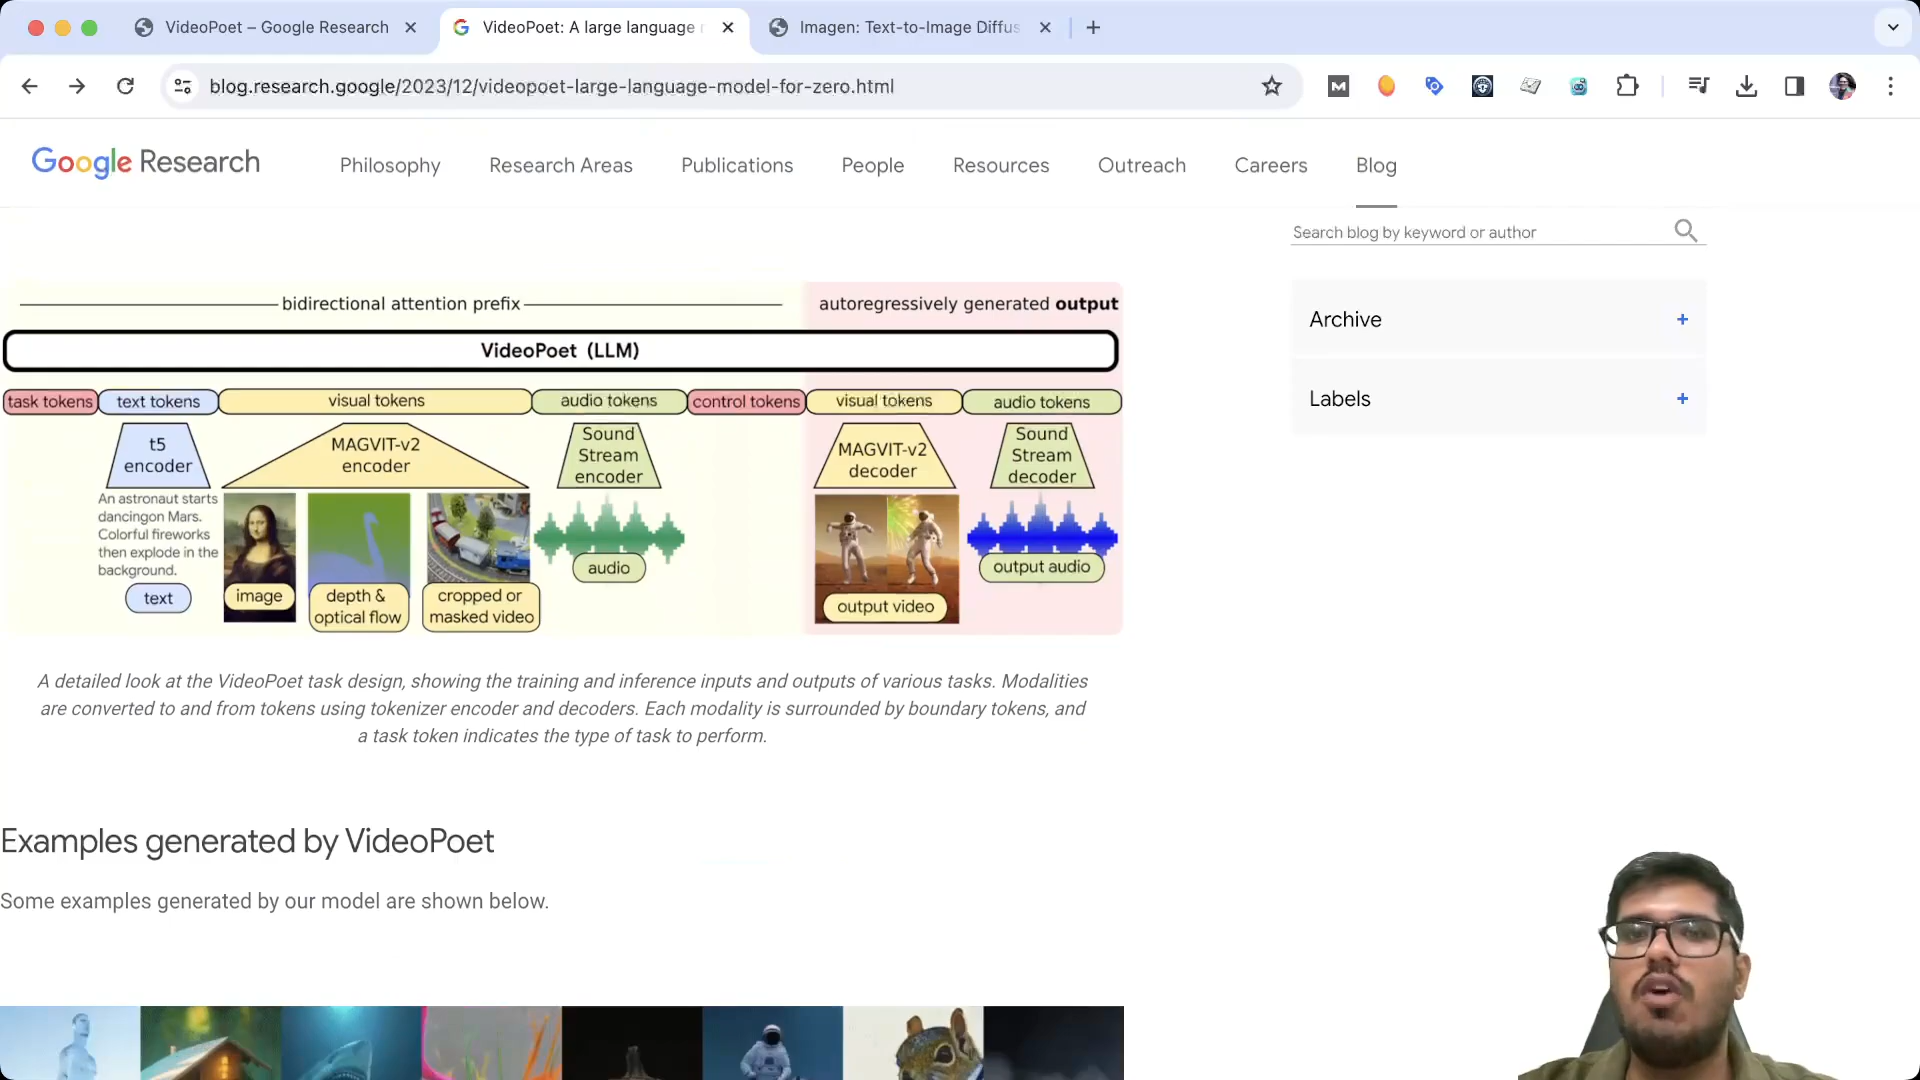 VideoPoet – Google Research
VideoPoet: A large language
Imagen: Text-to-Image Diffus
blog.research.google/2023/12/videopoet-large-language-model-for-zero.html
Google Research
Philosophy
Research Areas
Publications
People
Resources
Outreach
Careers
Blog
Search blog by keyword or author
Archive
+
Labels
+
bidirectional attention prefix
autoregressively generated output
VideoPoet (LLM)
task tokens
text tokens
visual tokens
audio tokens
control tokens
visual tokens
audio tokens
t5
encoder
MAGVIT-v2
encoder
Sound
Stream
encoder
MAGVIT-v2
decoder
Sound
Stream
decoder
An astronaut starts
dancingon Mars.
Colorful fireworks
then explode in the
background.
text
image
depth &
optical flow
cropped or
masked video
audio
output video
output audio
A detailed look at the VideoPoet task design, showing the training and inference inputs and outputs of various tasks. Modalities
are converted to and from tokens using tokenizer encoder and decoders. Each modality is surrounded by boundary tokens, and
a task token indicates the type of task to perform.
Examples generated by VideoPoet
Some examples generated by our model are shown below.